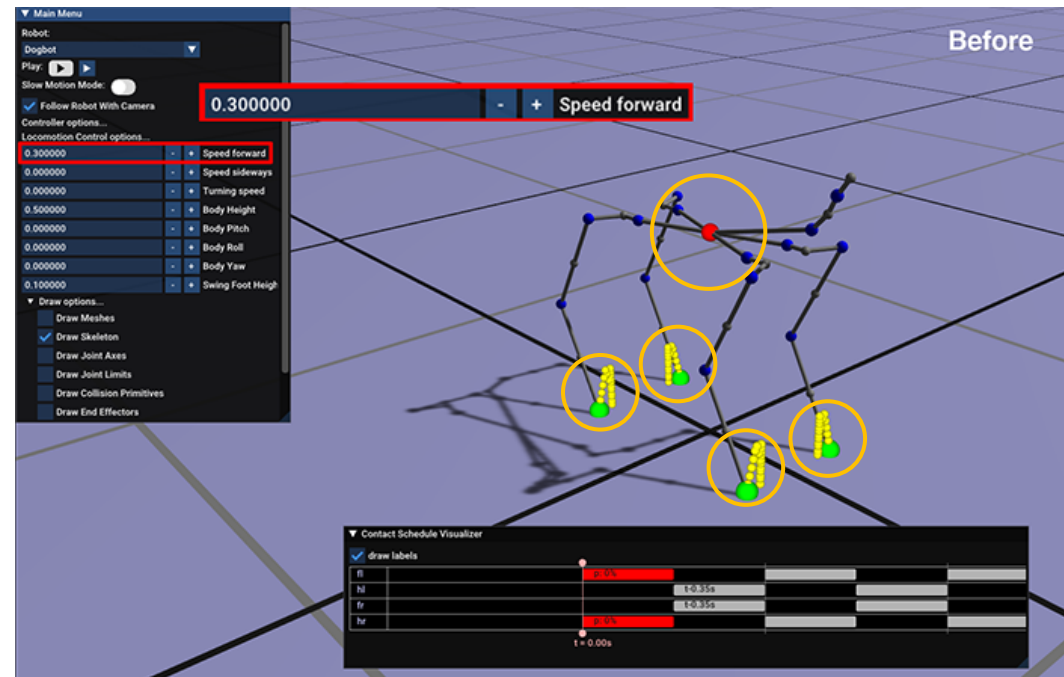 ▼ Main Menu
Robot:
Dogbot
Play:
Slow Motion Mode:
Follow Robot With Camera
Controller options...
Locomotion Control options...
0.300000 - + Speed forward
0.000000 - + Speed sideways
0.000000 - + Turning speed
0.500000 - + Body Height
0.000000 - + Body Pitch
0.000000 - + Body Roll
0.000000 - + Body Yaw
0.100000 - + Swing Foot Heigh
▼ Draw options...
Draw Meshes
Draw Skeleton
Draw Joint Axes
Draw Joint Limits
Draw Collision Primitives
Draw End Effectors
0.300000 - + Speed forward
Before
▼ Contact Schedule Visualizer
draw labels
fl p: 0%
hl t-0.35s
fr t-0.35s
hr p: 0%
t = 0.00s